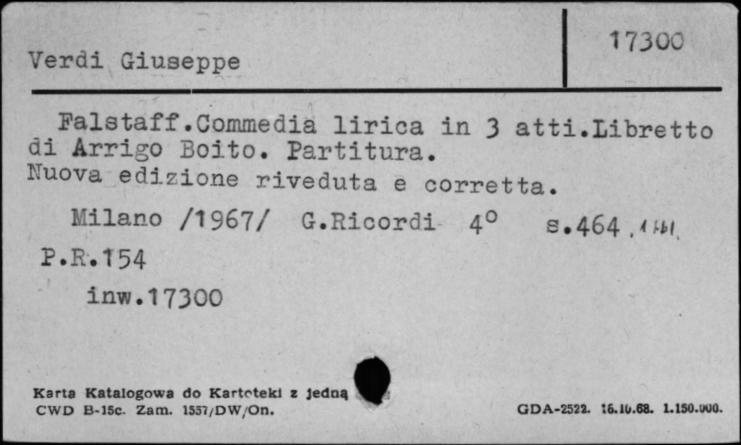 17300
Verdi Giuseppe
Falstaff.Commedia lirica in 3 atti.Libretto
di Arrigo Boito. Partitura.
Nuova edizione riveduta e corretta.
Milano /1967/ G.Ricordi 4° s.464
P.R.154
inw.17300
Karta Katalogowa do Kartoteki z jedną
CWD B-15c. Zam. 1557/DW/On.
GDA-2522. 16.10.68. 1.150.000.